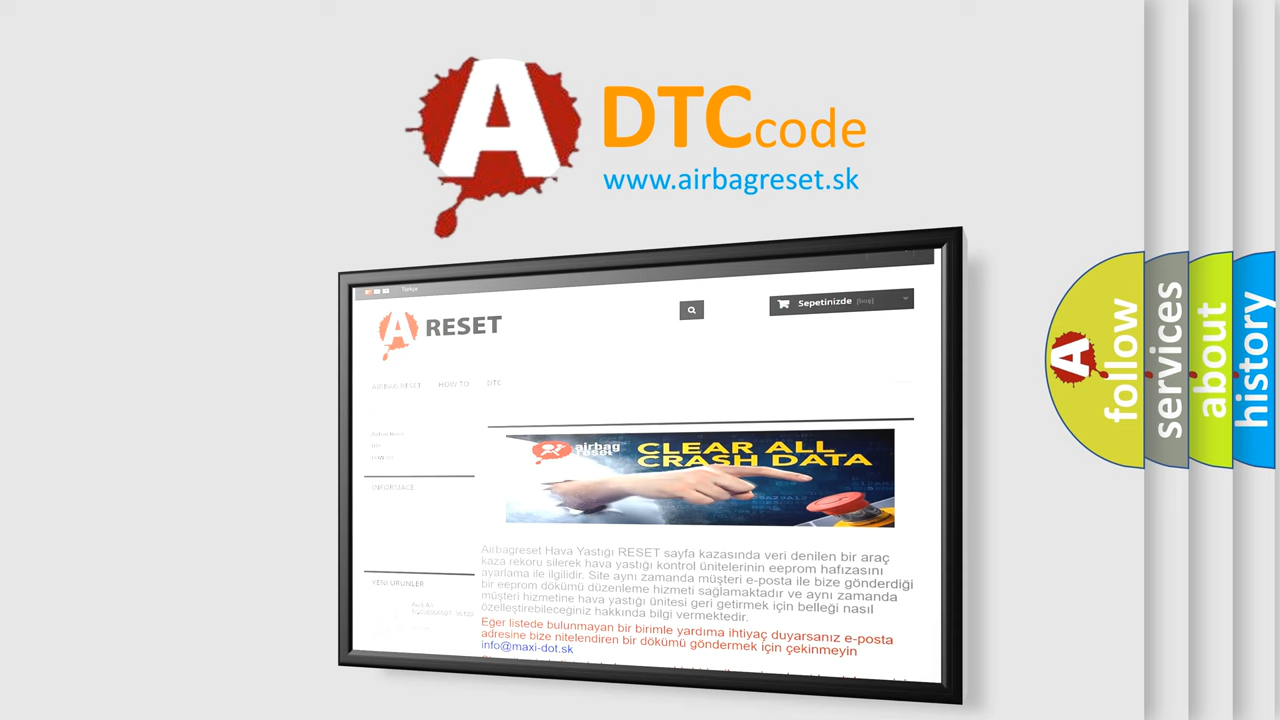 A
DTCcode
www.airbagreset.sk
Türkçe
A RESET
Sepetinizde [boş]
AIRBAG RESET HOW TO DTC
INFORMACE
YENI ÜRÜNLER
airbag
reset
CLEAR ALL
CRASH DATA
Airbagreset Hava Yastığı RESET sayfa kazasında veri denilen bir araç
kaza rekoru silerek hava yastığı kontrol ünitelerinin eeprom hafızasını
ayarlama ile ilgilidir. Site aynı zamanda müşteri e-posta ile bize gönderdiği
bir eeprom dökümü düzenleme hizmeti sağlamaktadır ve aynı zamanda
müşteri hizmetine hava yastığı ünitesi geri getirmek için belleği nasıl
özelleştirebileceğiniz hakkında bilgi vermektedir.
Eğer listede bulunmayan bir birimle yardıma ihtiyaç duyarsanız e-posta
adresine bize nitelendiren bir dökümü göndermek için çekinmeyin
info@maxi-dot.sk
A
follow
services
about
history